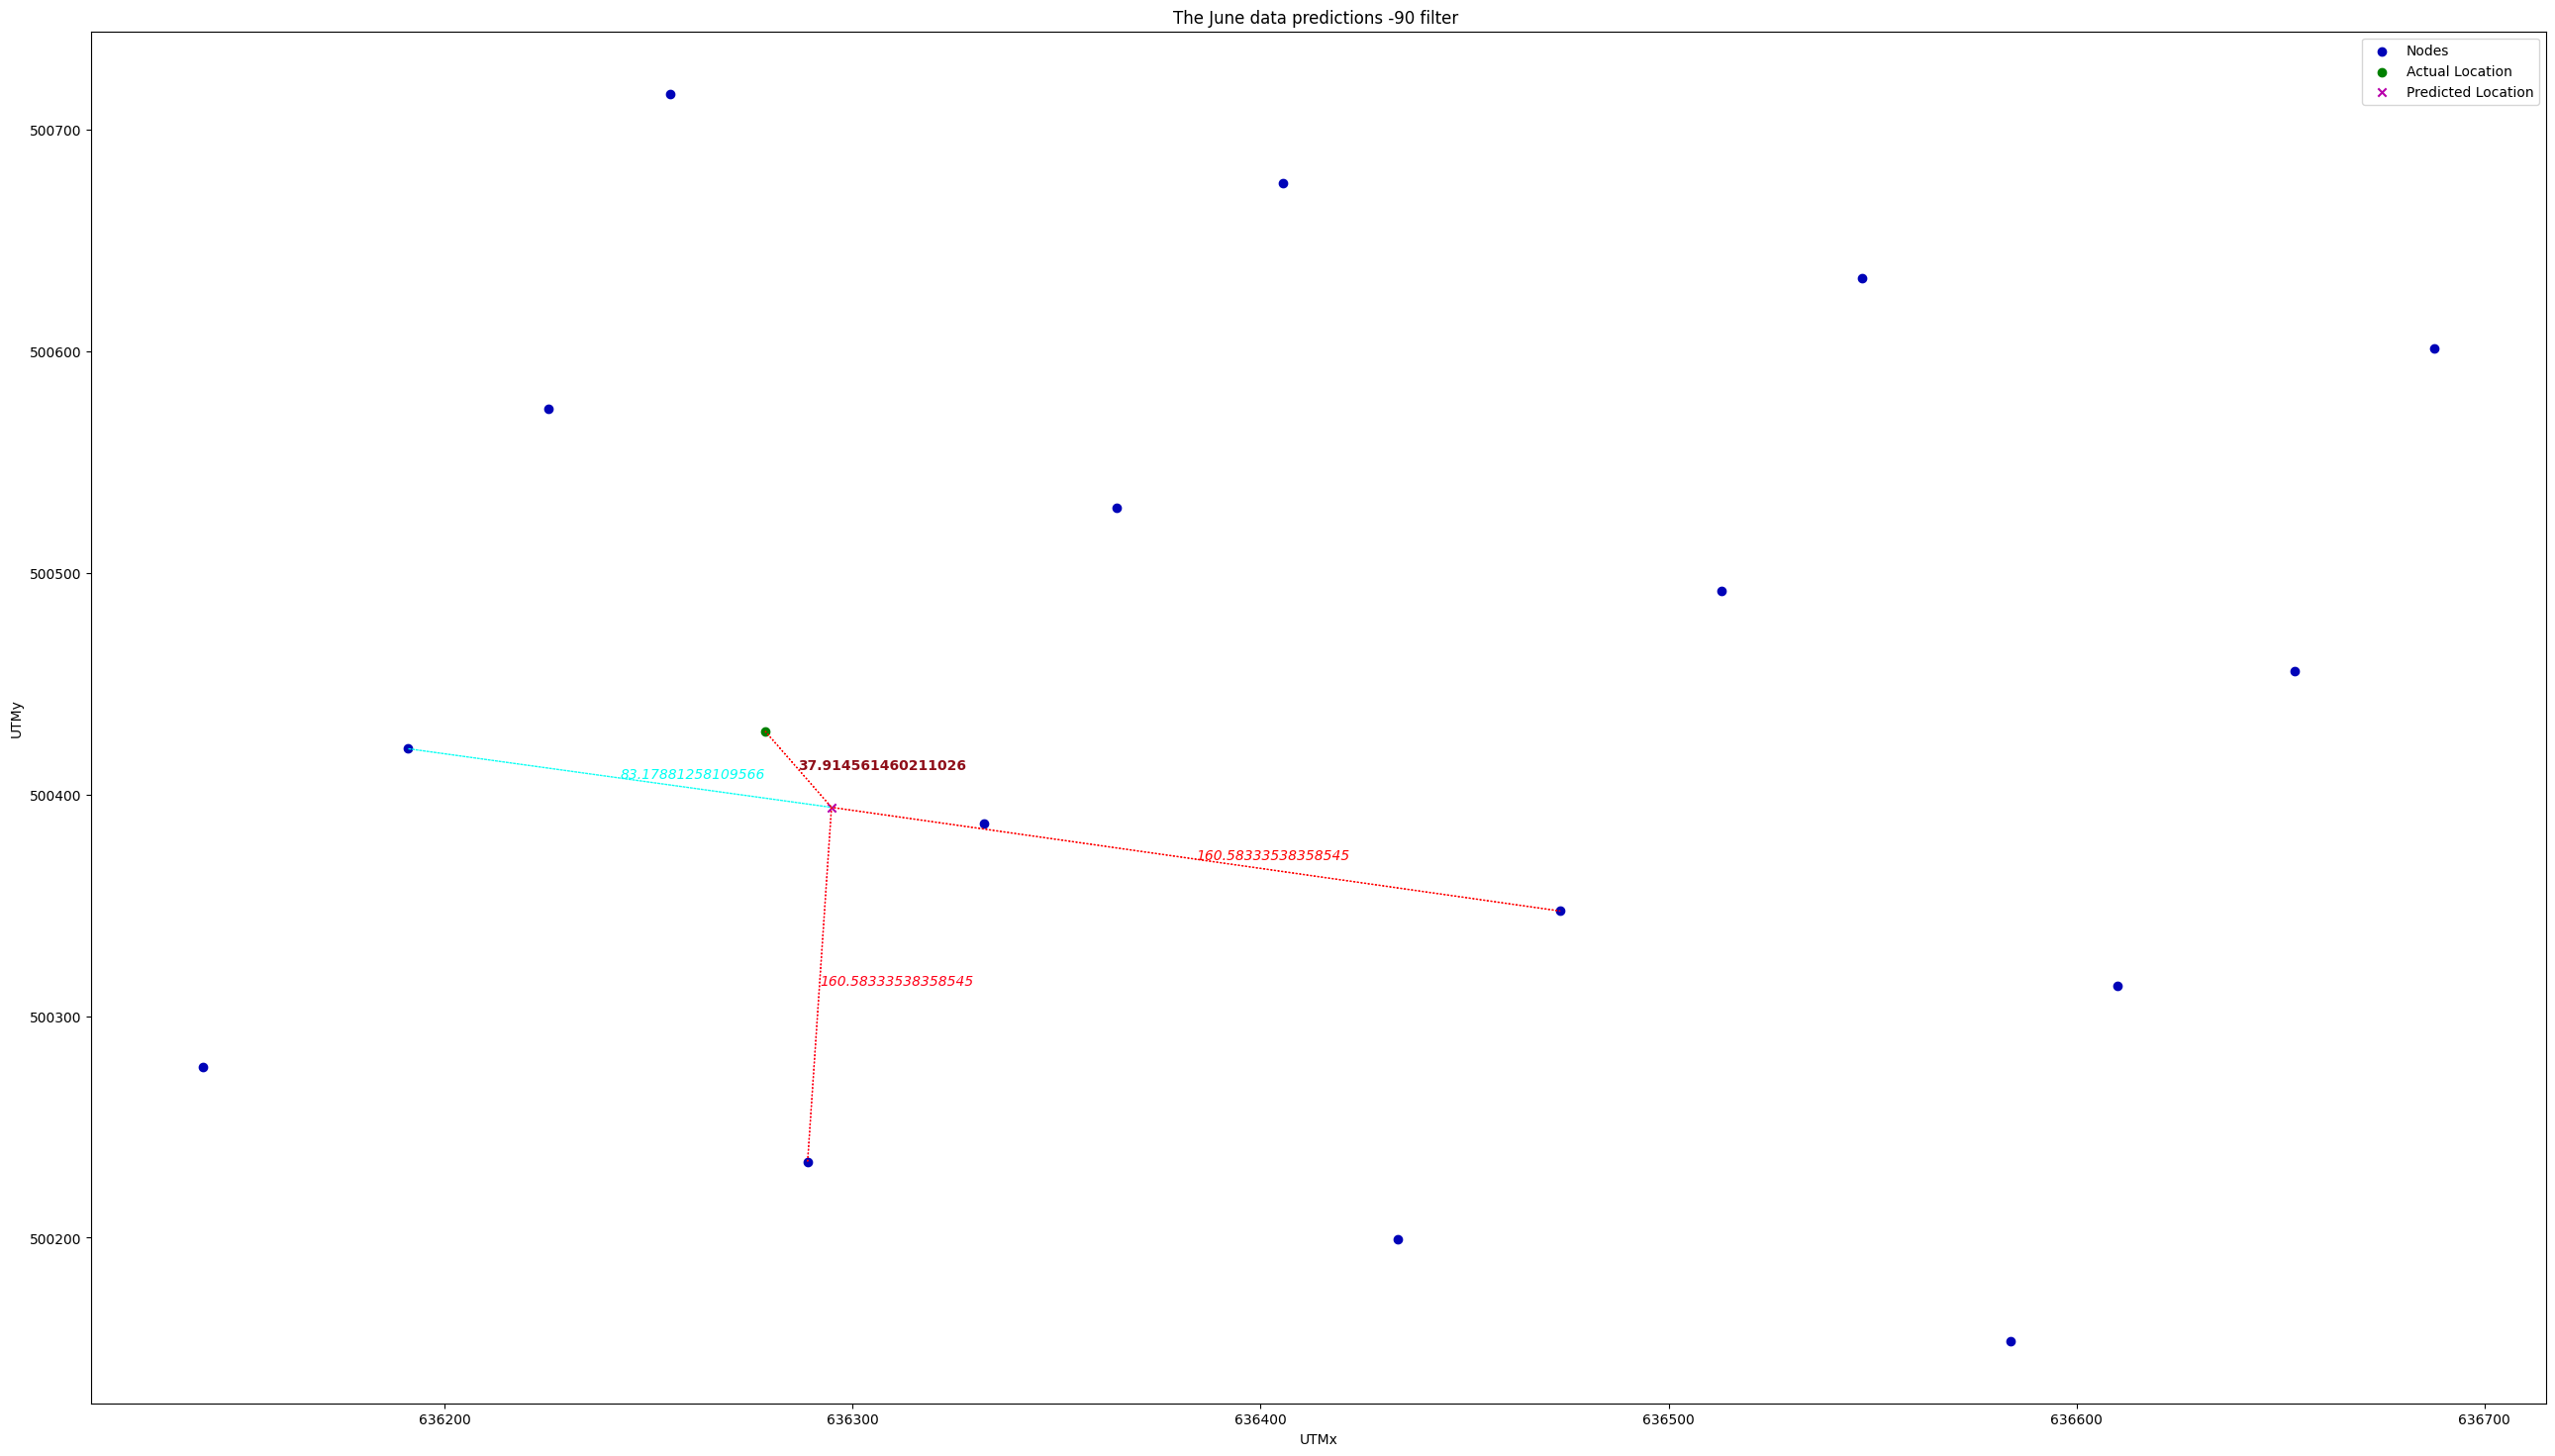 The June data predictions -90 filter
Nodes
Actual Location
Predicted Location
500700
500600
500500
500400
500300
500200
UTMy
37.914561460211026
83.17881258109566
160.58333538358545
160.58333538358545
636200
636300
636400
636500
636600
636700
UTMx